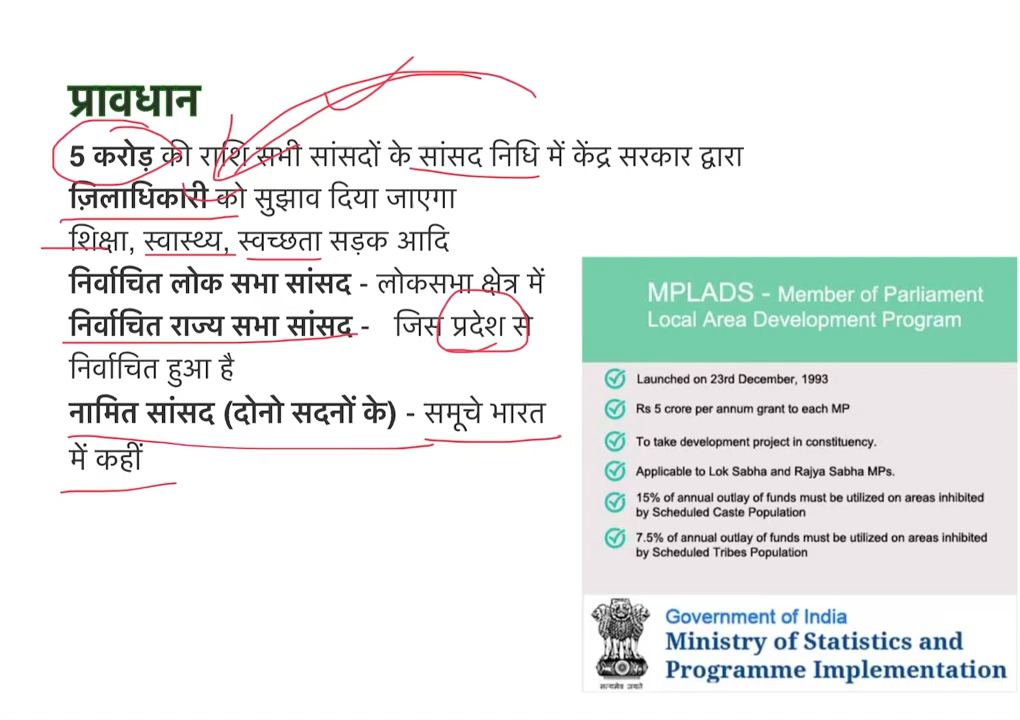 प्रावधान
5 करोड़ की राशि सभी सांसदों के सांसद निधि में केंद्र सरकार द्वारा
ज़िलाधिकारी को सुझाव दिया जाएगा
शिक्षा, स्वास्थ्य, स्वच्छता सड़क आदि
निर्वाचित लोक सभा सांसद - लोकसभा क्षेत्र में
निर्वाचित राज्य सभा सांसद - जिस प्रदेश से
निर्वाचित हुआ है
नामित सांसद (दोनो सदनों के) - समूचे भारत
में कहीं
MPLADS - Member of Parliament
Local Area Development Program
Launched on 23rd December, 1993
Rs 5 crore per annum grant to each MP
To take development project in constituency.
Applicable to Lok Sabha and Rajya Sabha MPs.
15% of annual outlay of funds must be utilized on areas inhibited
by Scheduled Caste Population
7.5% of annual outlay of funds must be utilized on areas inhibited
by Scheduled Tribes Population
सत्यमेव जयते
Government of India
Ministry of Statistics and
Programme Implementation